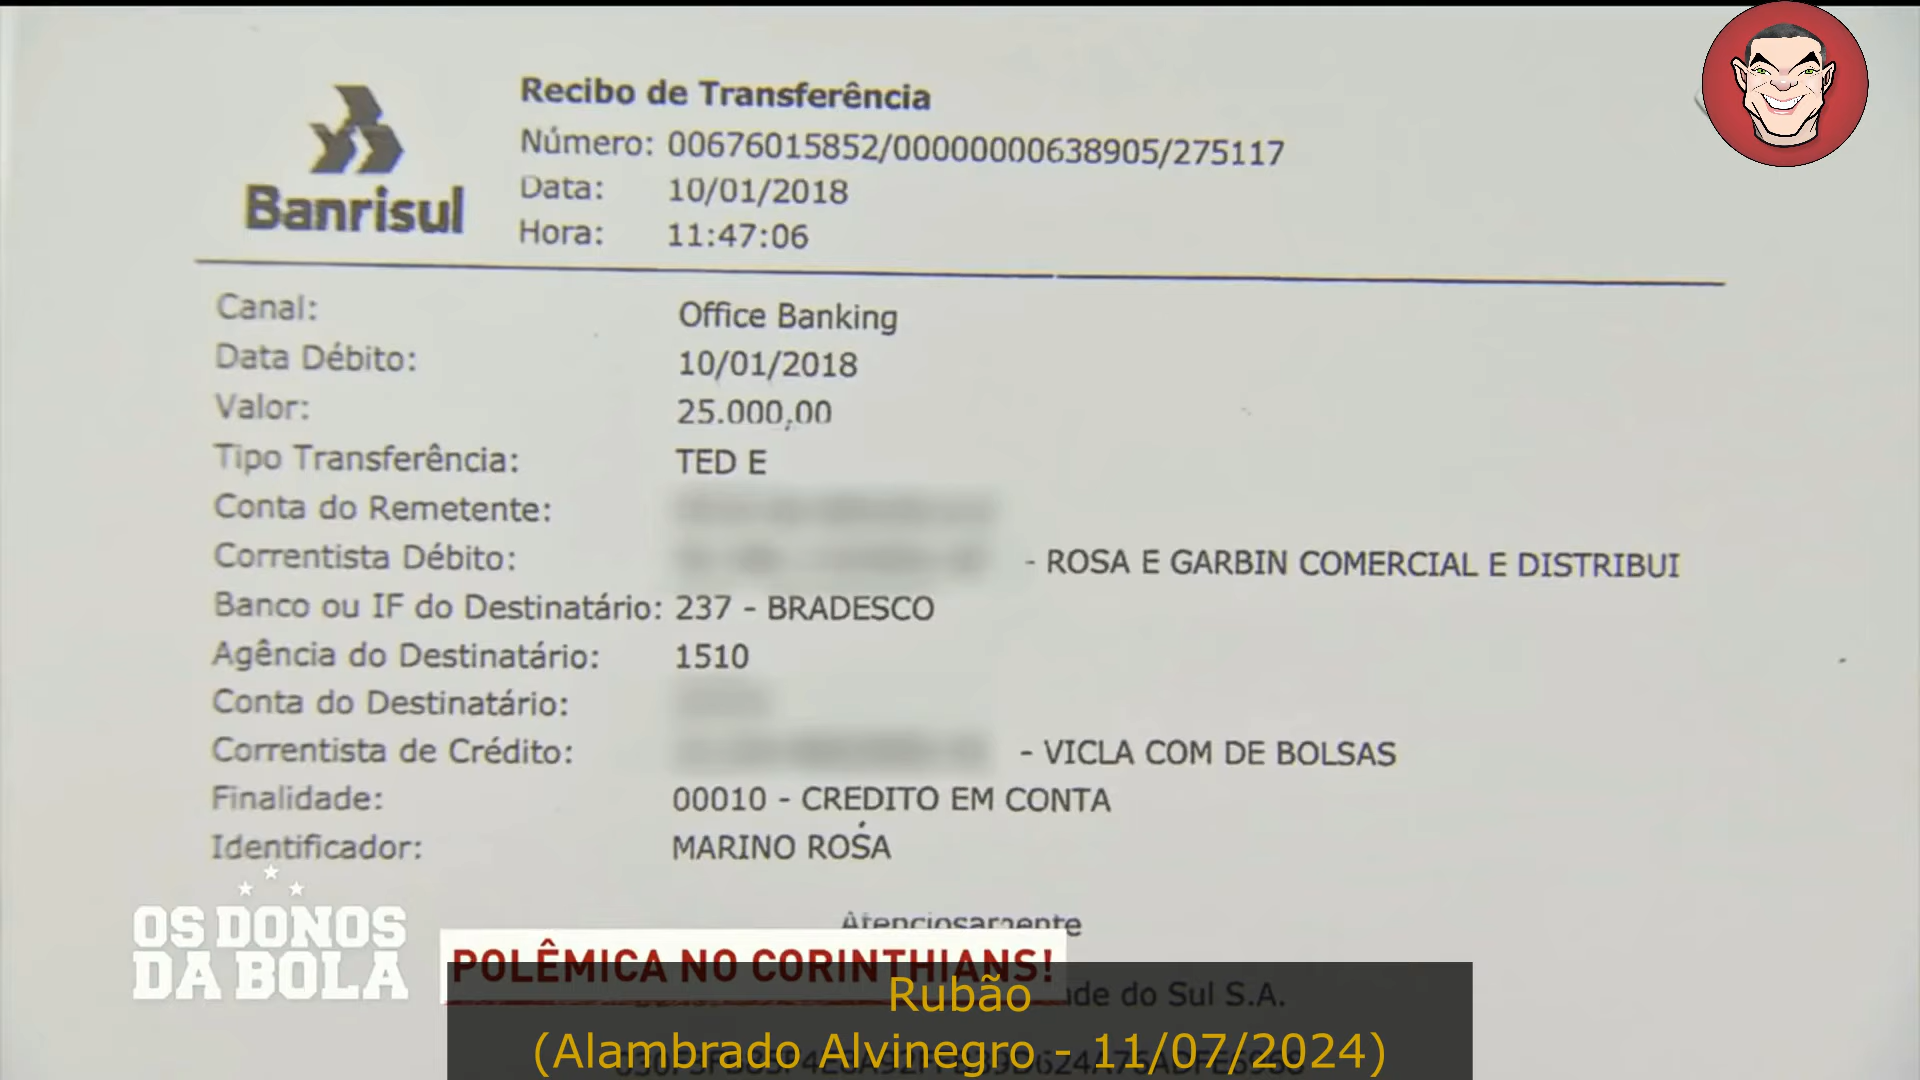 Banrisul
Recibo de Transferência
Número: 00676015852/00000000638905/275117
Data: 10/01/2018
Hora: 11:47:06
Canal: Office Banking
Data Débito: 10/01/2018
Valor: 25.000,00
Tipo Transferência: TED E
Conta do Remetente:
Correntista Débito: - ROSA E GARBIN COMERCIAL E DISTRIBUI
Banco ou IF do Destinatário: 237 - BRADESCO
Agência do Destinatário: 1510
Conta do Destinatário:
Correntista de Crédito: - VICLA COM DE BOLSAS
Finalidade: 00010 - CREDITO EM CONTA
Identificador: MARINO ROSA
Atenciosamente
OS DONOS
DA BOLA
POLÊMICA NO CORINTHIANS!
do Sul S.A.
Rubão
(Alambrado Alvinegro - 11/07/2024)